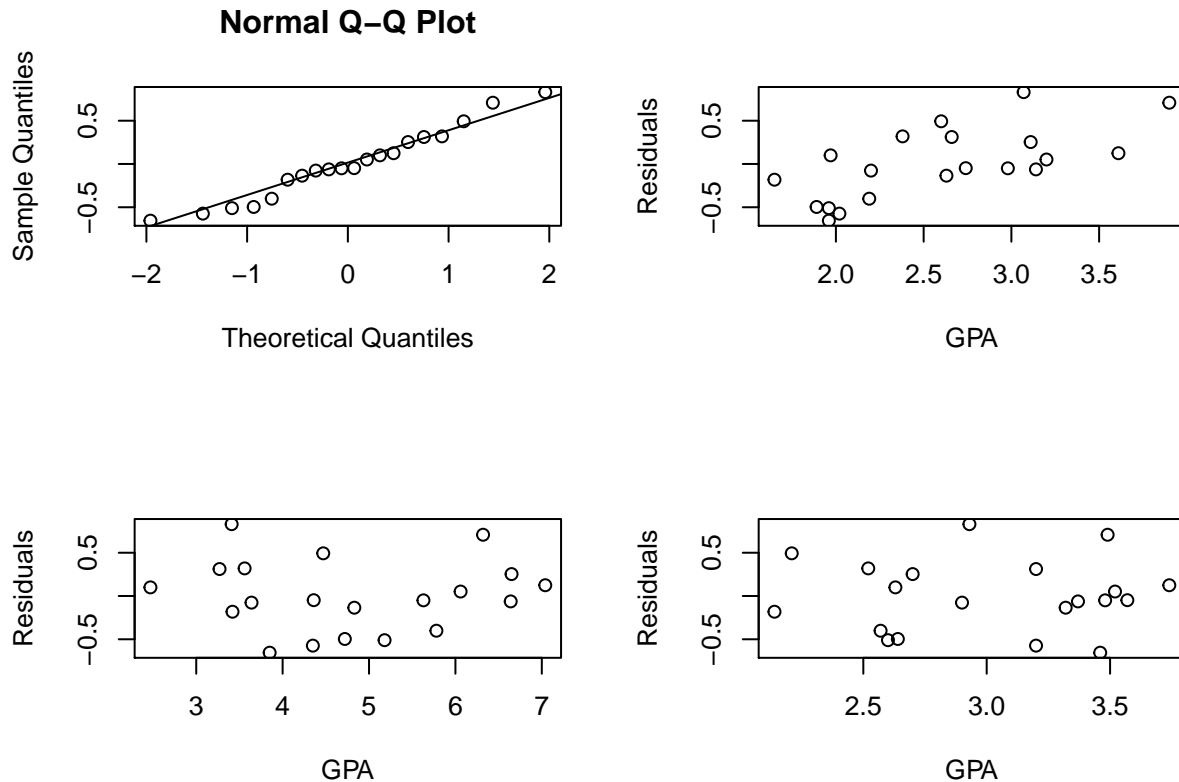 Normal Q−Q Plot
Sample Quantiles
−0.5 0.5
−2 −1 0 1 2
Theoretical Quantiles
Residuals
−0.5 0.5
2.0 2.5 3.0 3.5
GPA
Residuals
−0.5 0.5
3 4 5 6 7
GPA
Residuals
−0.5 0.5
2.5 3.0 3.5
GPA